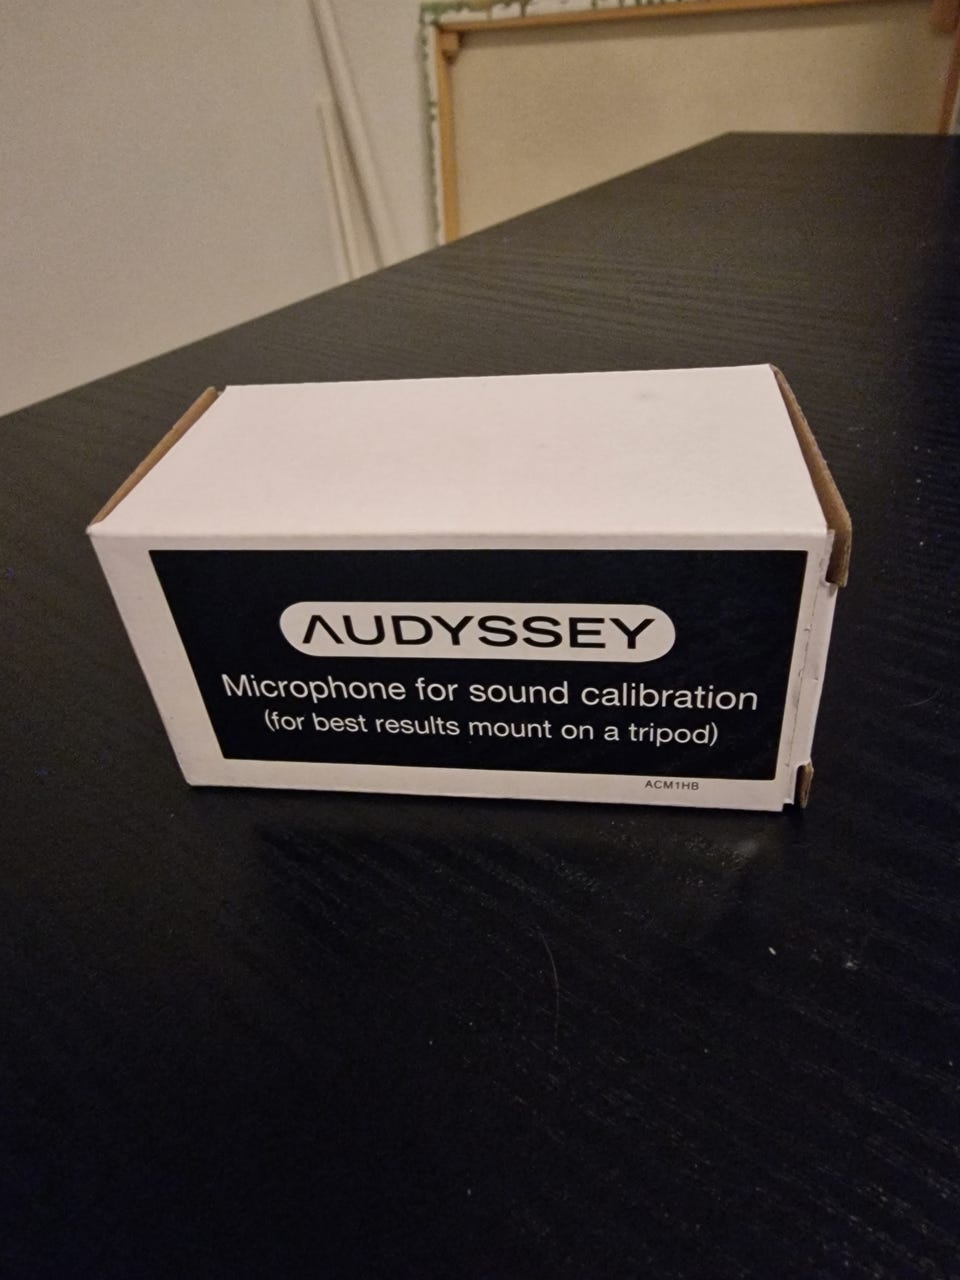 AUDYSSEY
Microphone for sound calibration
(for best results mount on a tripod)
ACM1HB